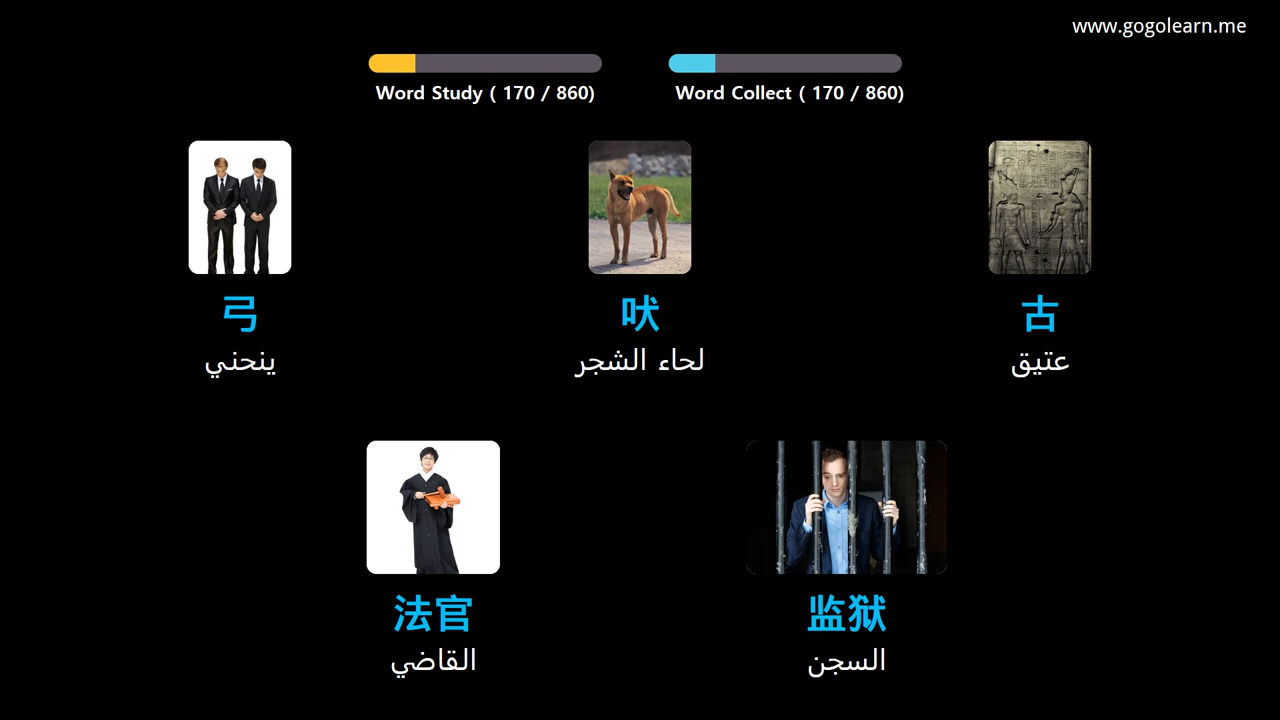 www.gogolearn.me
Word Study ( 170 / 860)
Word Collect ( 170 / 860)
弓
ينحني
吠
لحاء الشجر
古
عتيق
法官
القاضي
监狱
السجن